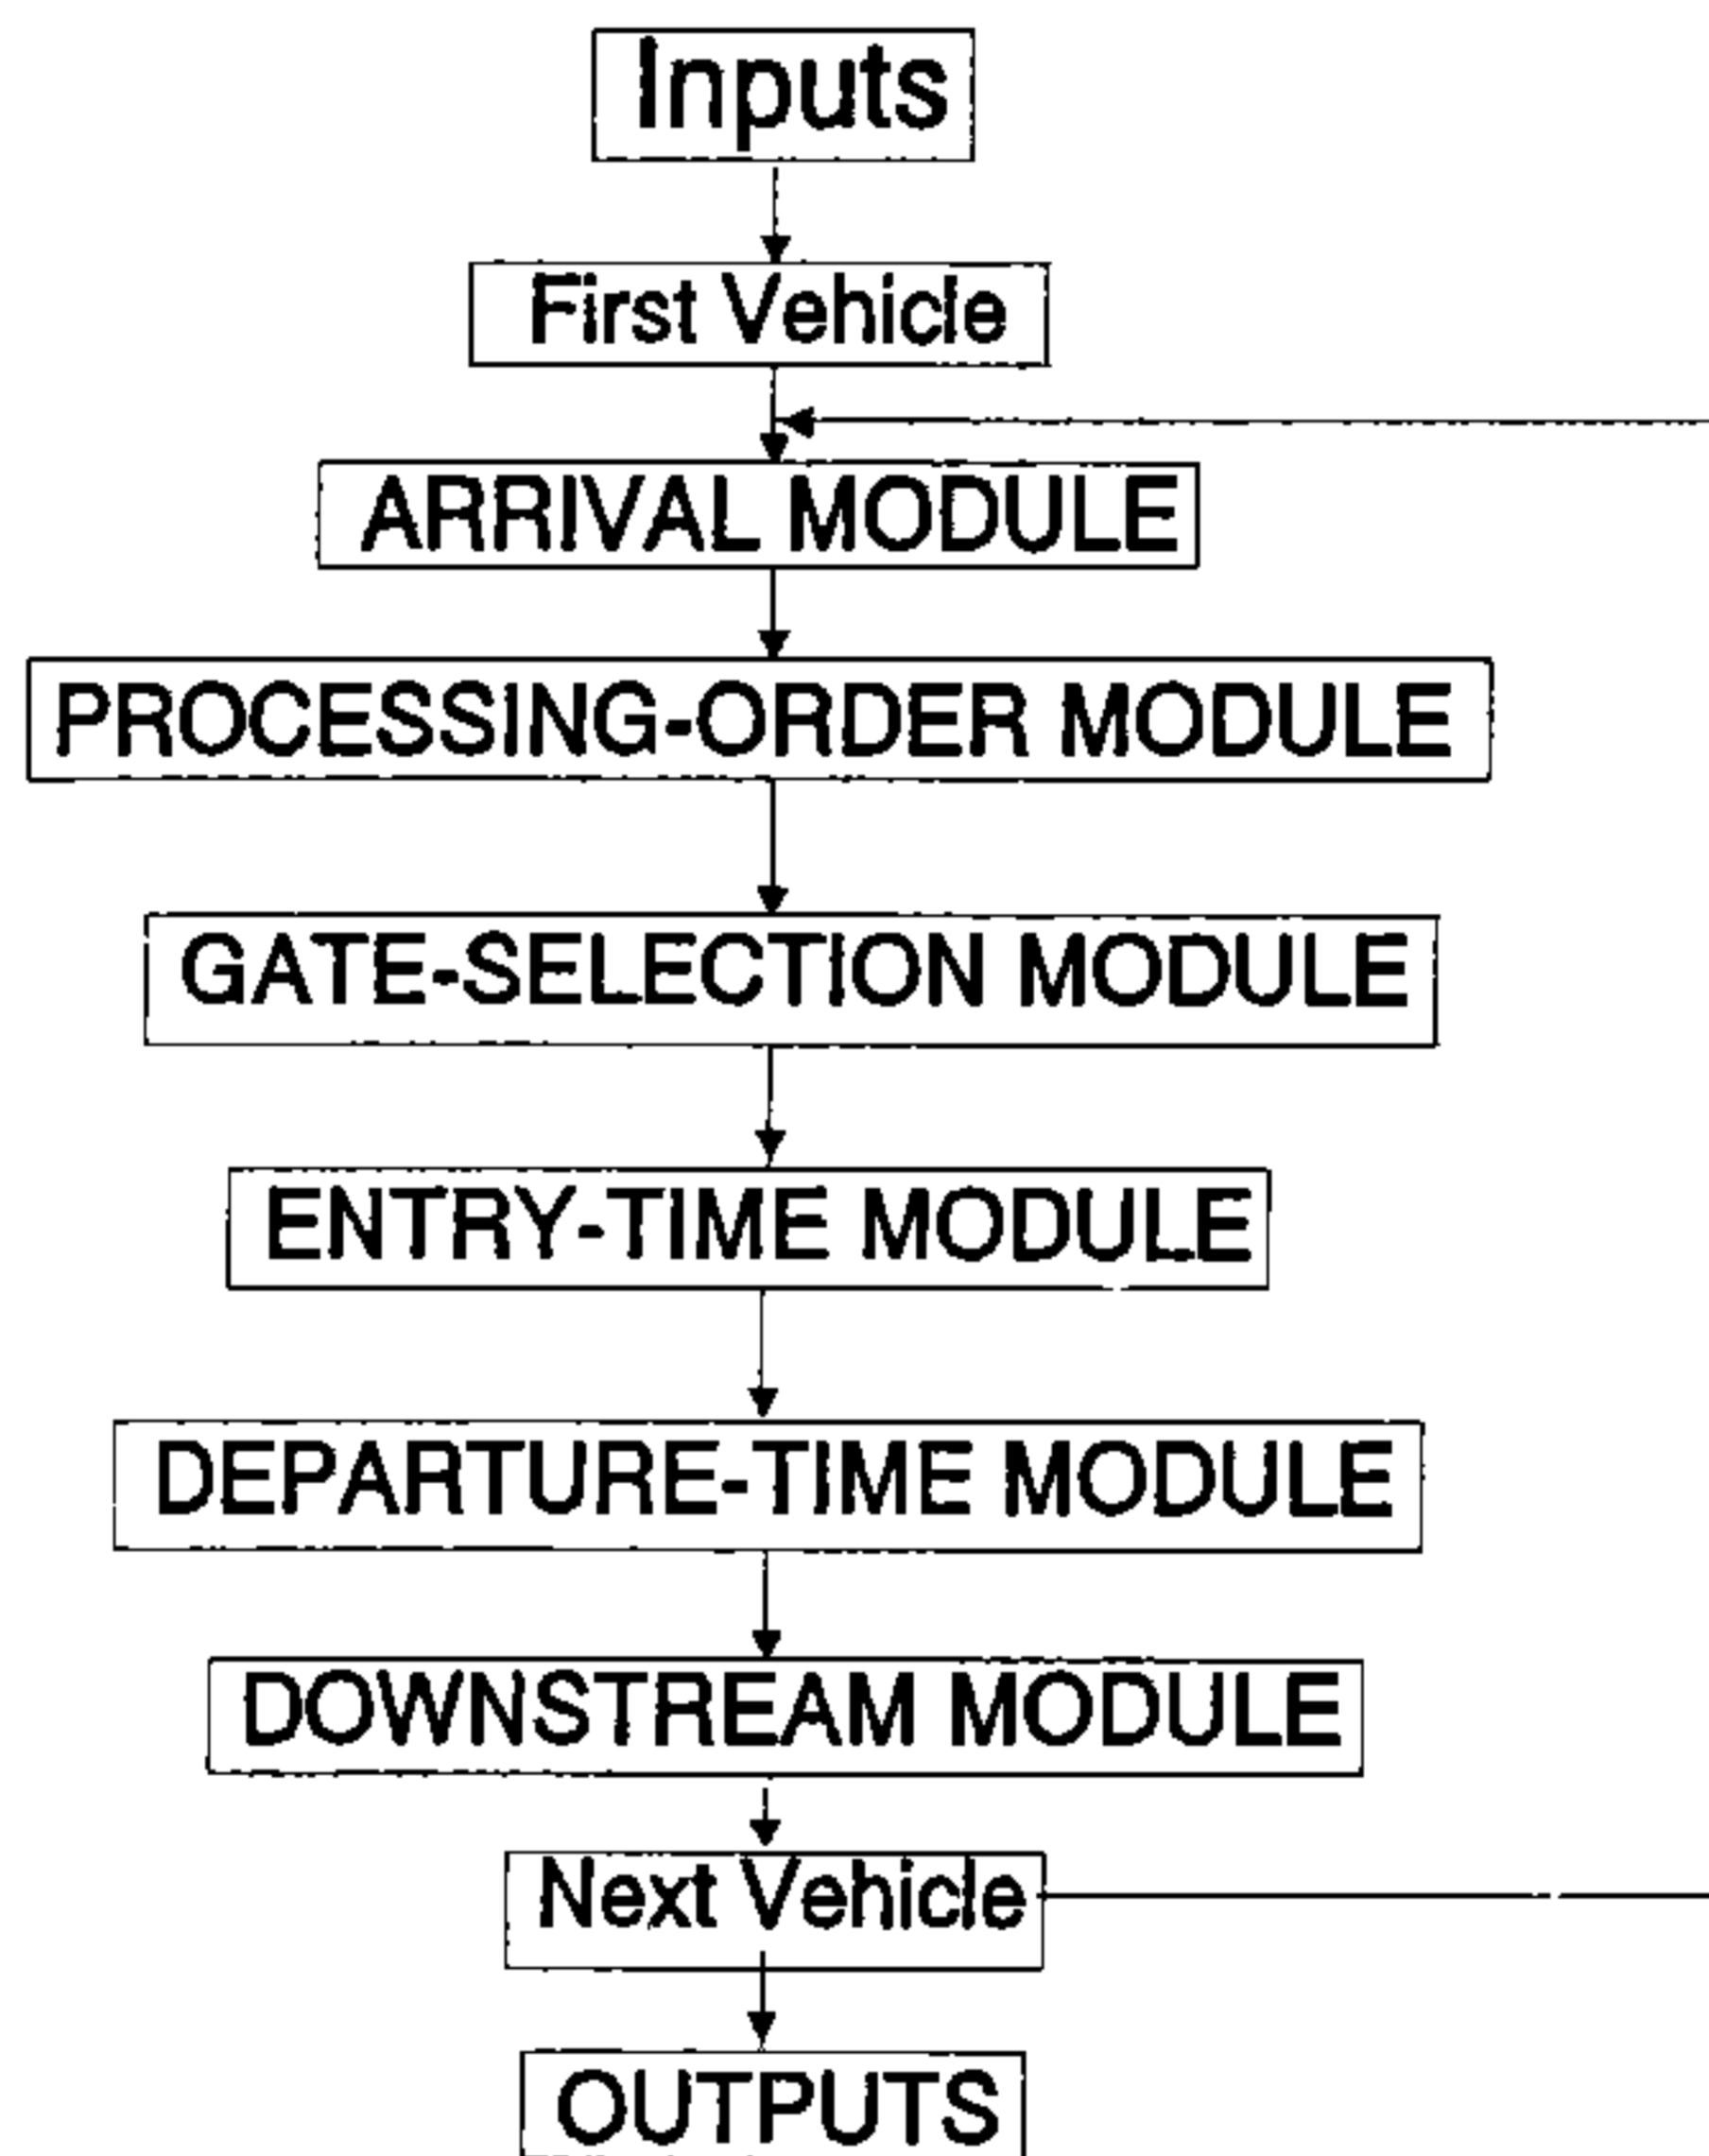 Inputs
First Vehicle
ARRIVAL MODULE
PROCESSING-ORDER MODULE
GATE-SELECTION MODULE
ENTRY-TIME MODULE
DEPARTURE-TIME MODULE
DOWNSTREAM MODULE
Next Vehicle
OUTPUTS